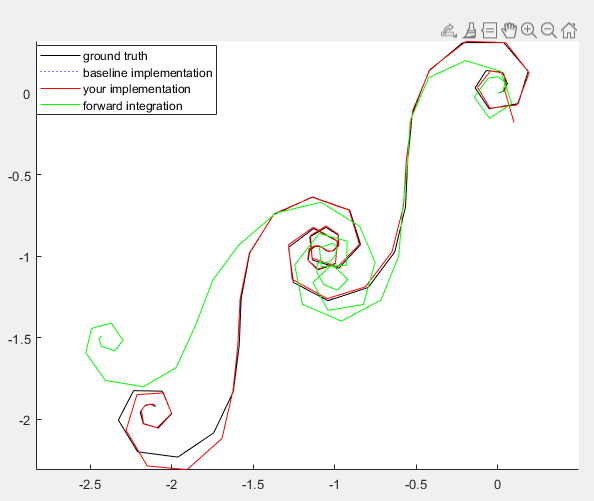 ground truth
baseline implementation
your implementation
forward integration
0
-0.5
-1
-1.5
-2
-2.5 -2 -1.5 -1 -0.5 0